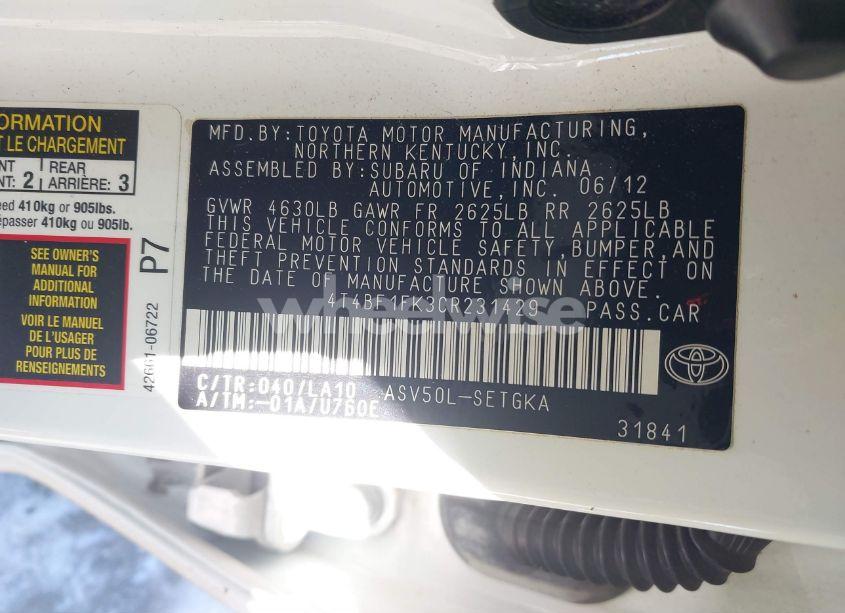 ORMATION
T LE CHARGEMENT
NT
T: 2
REAR
ARRIÈRE: 3
eed 410kg or 905lbs.
épasser 410kg ou 905lb.
SEE OWNER'S
MANUAL FOR
ADDITIONAL
INFORMATION
VOIR LE MANUEL
DE L'USAGER
POUR PLUS DE
RENSEIGNEMENTS
P7
42661-06722
MFD.BY:TOYOTA MOTOR MANUFACTURING,
NORTHERN KENTUCKY,INC.
ASSEMBLED BY:SUBARU OF INDIANA
AUTOMOTIVE,INC. 06/12
GVWR 4630LB GAWR FR 2625LB RR 2625LB
THIS VEHICLE CONFORMS TO ALL APPLICABLE
FEDERAL MOTOR VEHICLE SAFETY,BUMPER,AND
THEFT PREVENTION STANDARDS IN EFFECT ON
THE DATE OF MANUFACTURE SHOWN ABOVE.
4T4BF1FK3CR231429 PASS.CAR
wheelwise
C/TR:040/LA10 ASV50L-SETGKA
A/TM:-01A/U760E
31841
TOYOTA